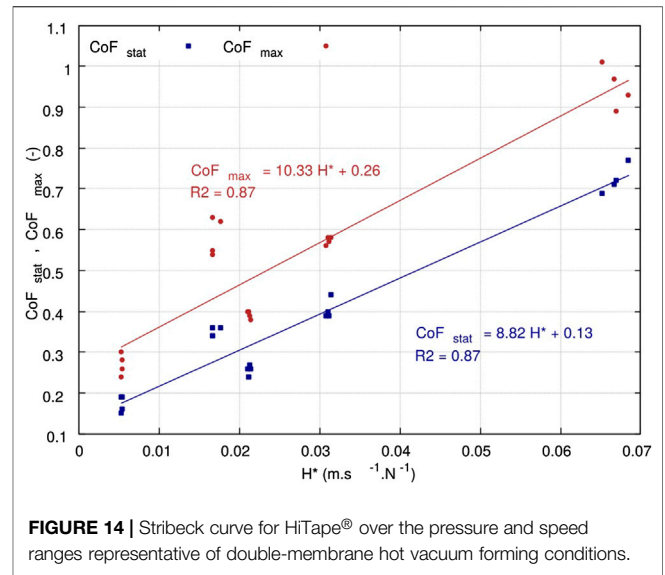 1.1
1
0.9
0.8
0.7
0.6
0.5
0.4
0.3
0.2
0.1
CoF stat , CoF max (-)
CoF stat
CoF max
CoF max = 10.33 H* + 0.26
R2 = 0.87
CoF stat = 8.82 H* + 0.13
R2 = 0.87
0 0.01 0.02 0.03 0.04 0.05 0.06 0.07
H* (m.s -1.N-1)
FIGURE 14 | Stribeck curve for HiTape® over the pressure and speed
ranges representative of double-membrane hot vacuum forming conditions.